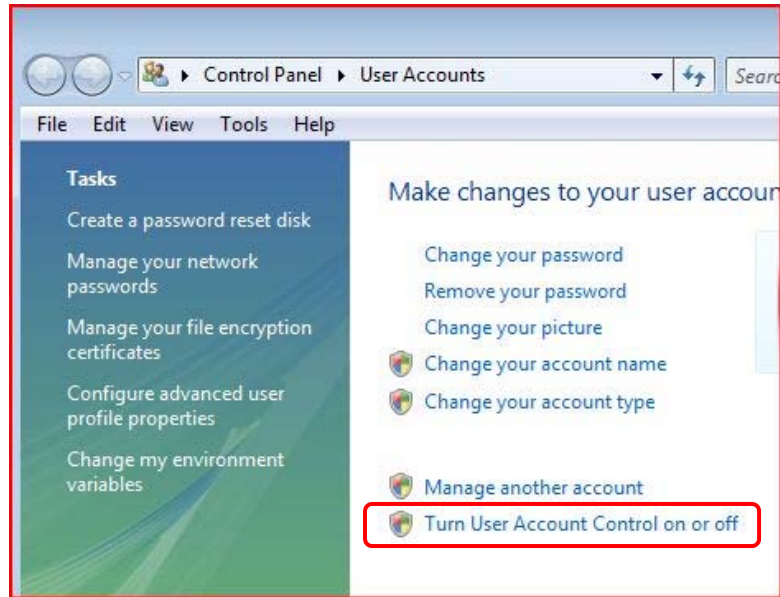 Control Panel User Accounts
File Edit View Tools Help
Tasks
Create a password reset disk
Manage your network
passwords
Manage your file encryption
certificates
Configure advanced user
profile properties
Change my environment
variables
Make changes to your user accoun
Change your password
Remove your password
Change your picture
Change your account name
Change your account type
Manage another account
Turn User Account Control on or off